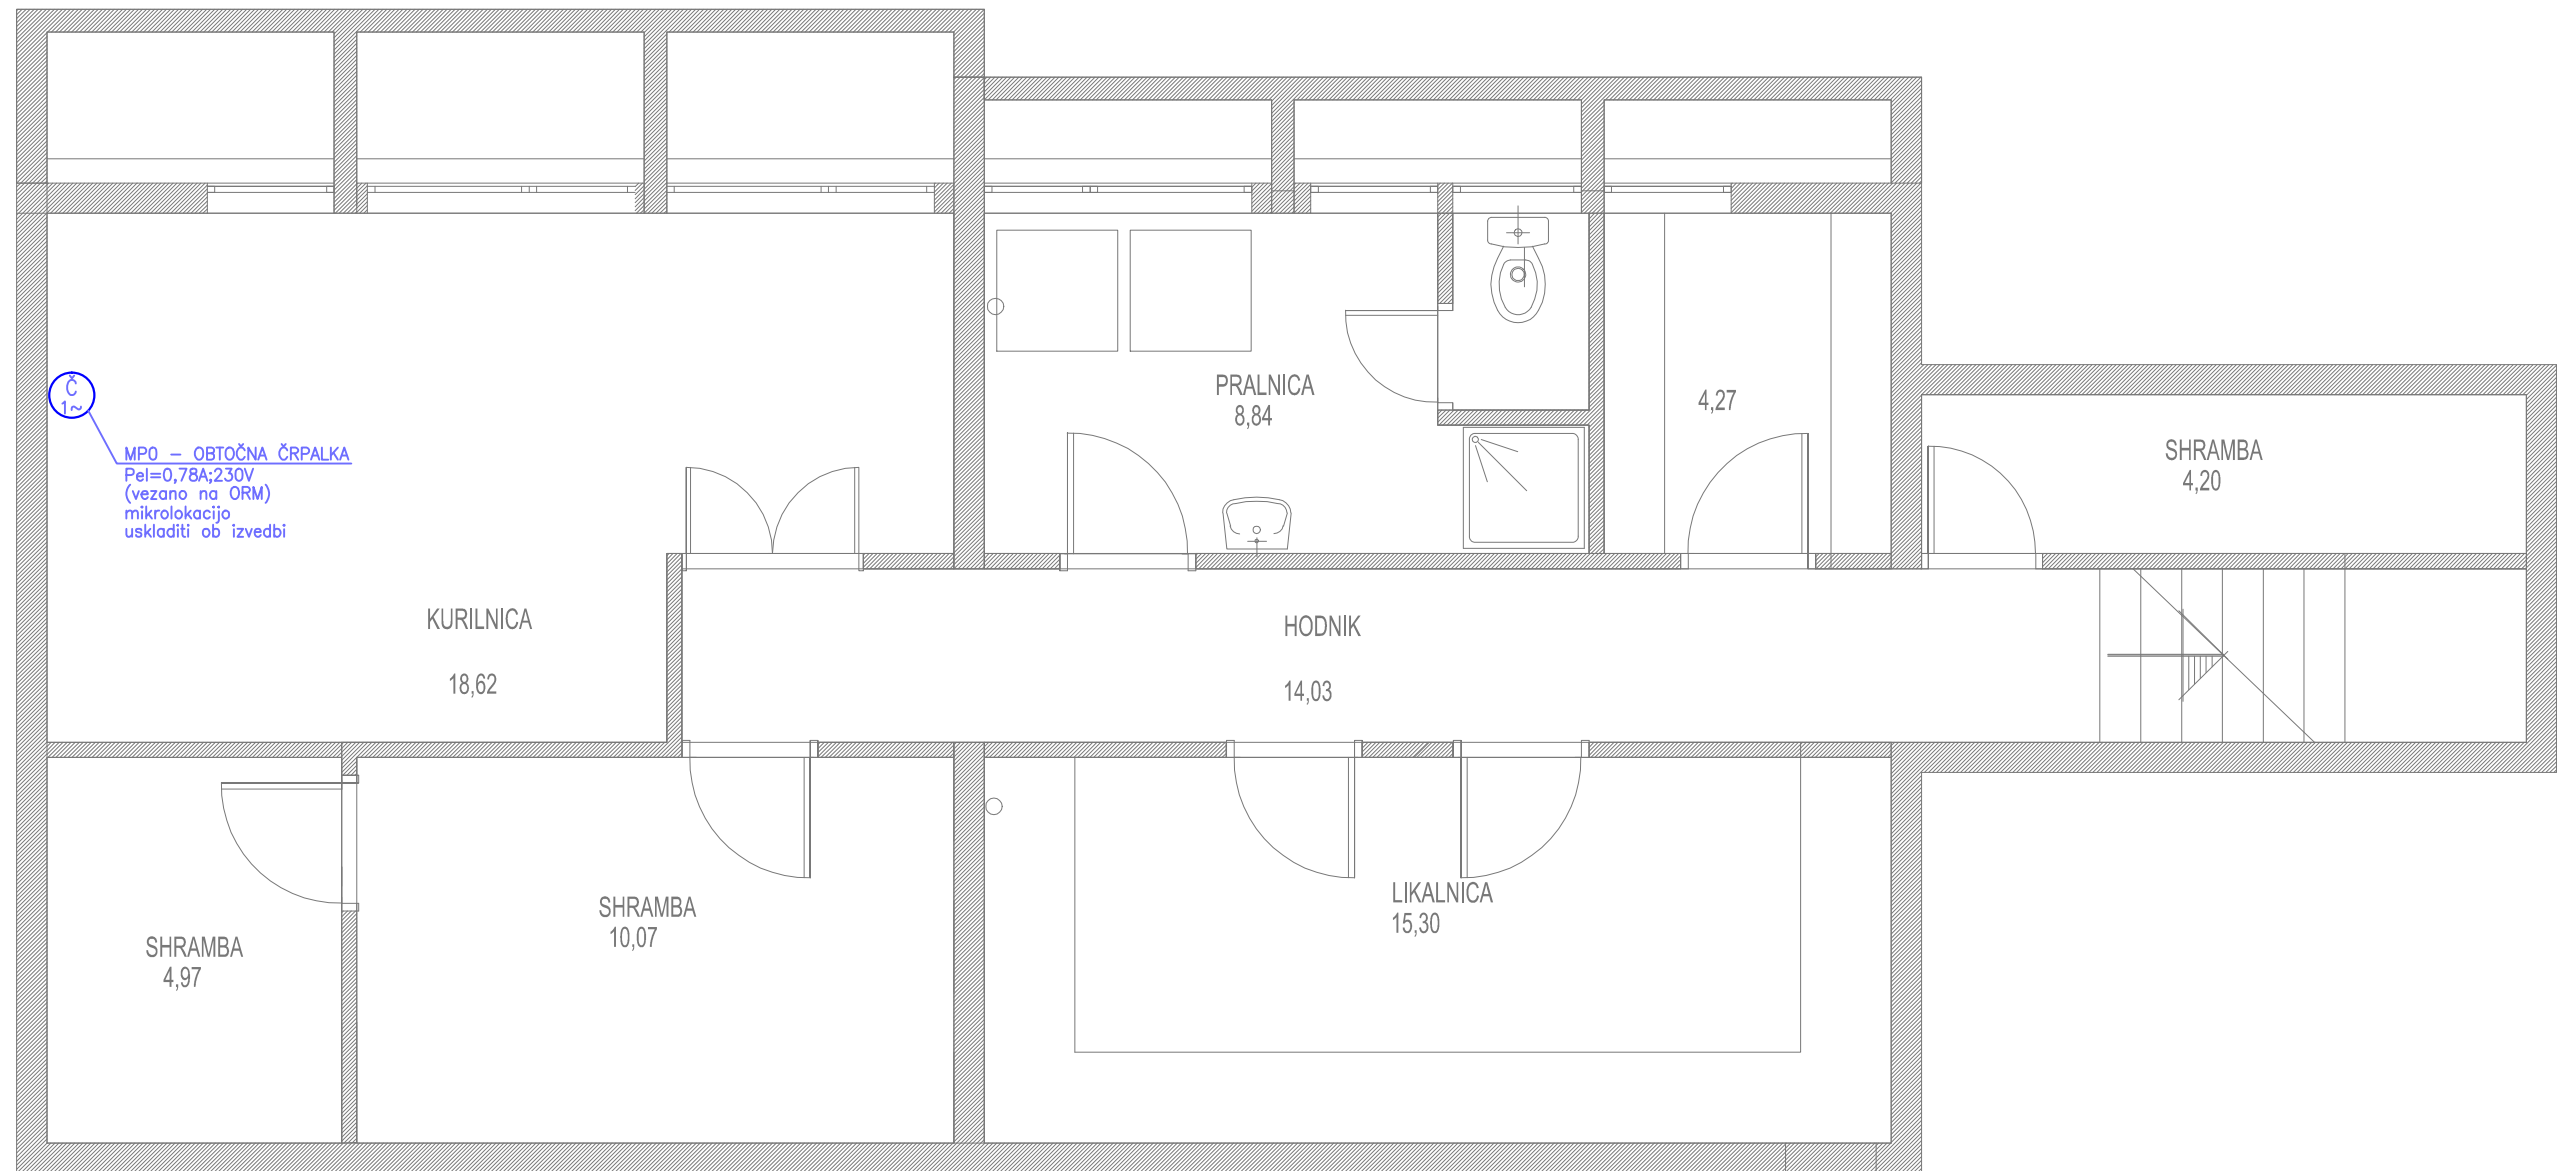 PRALNICA
8,84
4,27
SHRAMBA
4,20
Č
1~
MPO – OBTOČNA ČRPALKA
Pel=0,78A;230V
(vezano na ORM)
mikrolokacijo
uskladiti ob izvedbi
KURILNICA
18,62
HODNIK
14,03
SHRAMBA
4,97
SHRAMBA
10,07
LIKALNICA
15,30